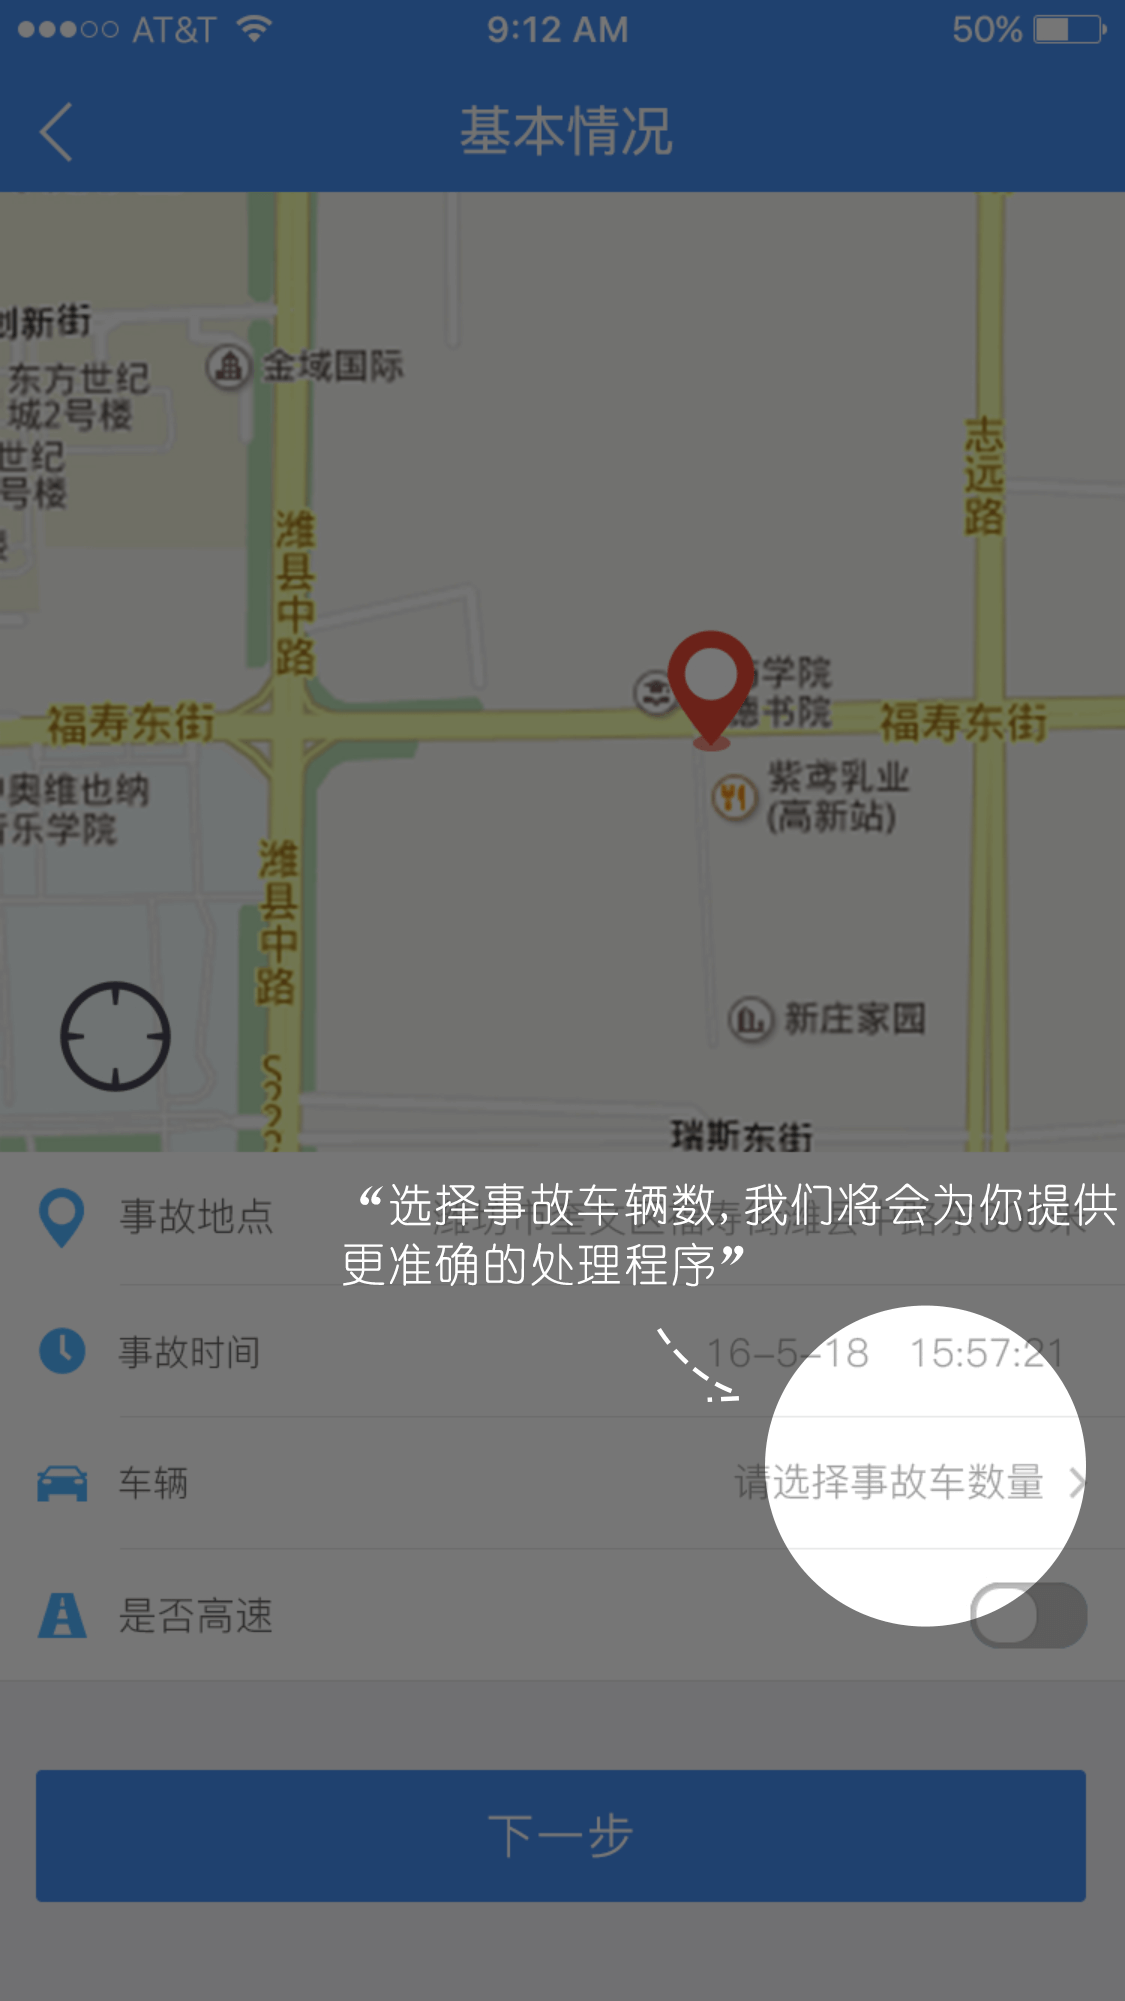 AT&T 9:12 AM 50%
基本情况
创新街
金域国际
东方世纪
城2号楼
世纪
号楼
志远路
潍县中路
学院
德书院
福寿东街
福寿东街
紫鸢乳业
(高新站)
奥维也纳
音乐学院
潍县中路
新庄家园
S22
瑞斯东街
“选择事故车辆数,我们将会为你提供
更准确的处理程序”
事故地点
事故时间 16-5-18 15:57:21
车辆 请选择事故车数量
是否高速
下一步